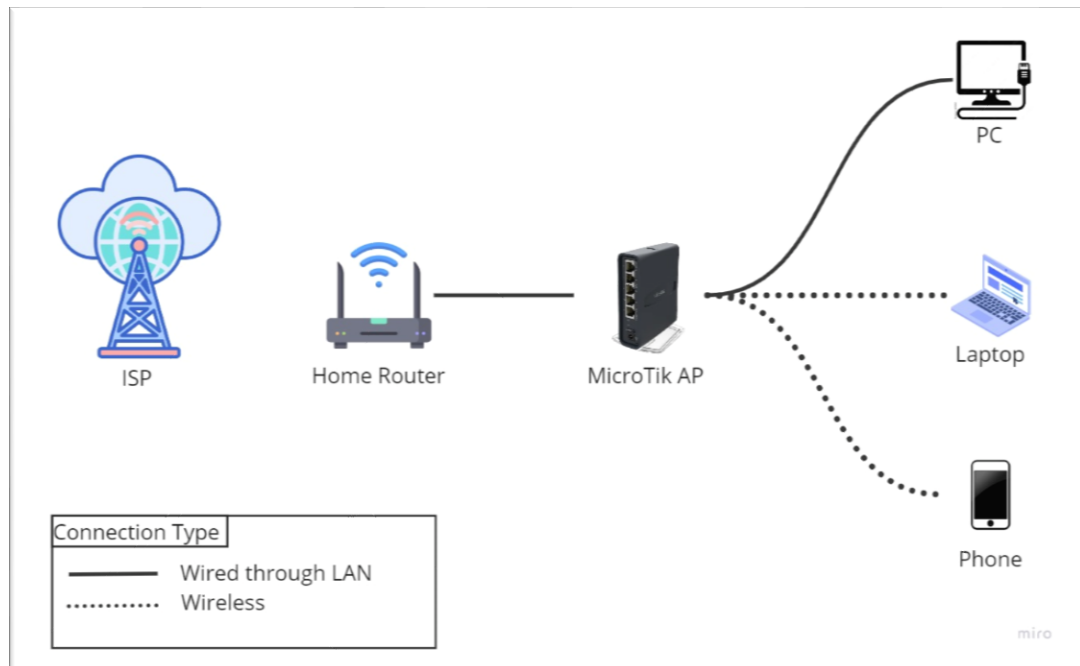 PC
ISP
Home Router
MicroTik AP
Laptop
Phone
Connection Type
Wired through LAN
Wireless
miro